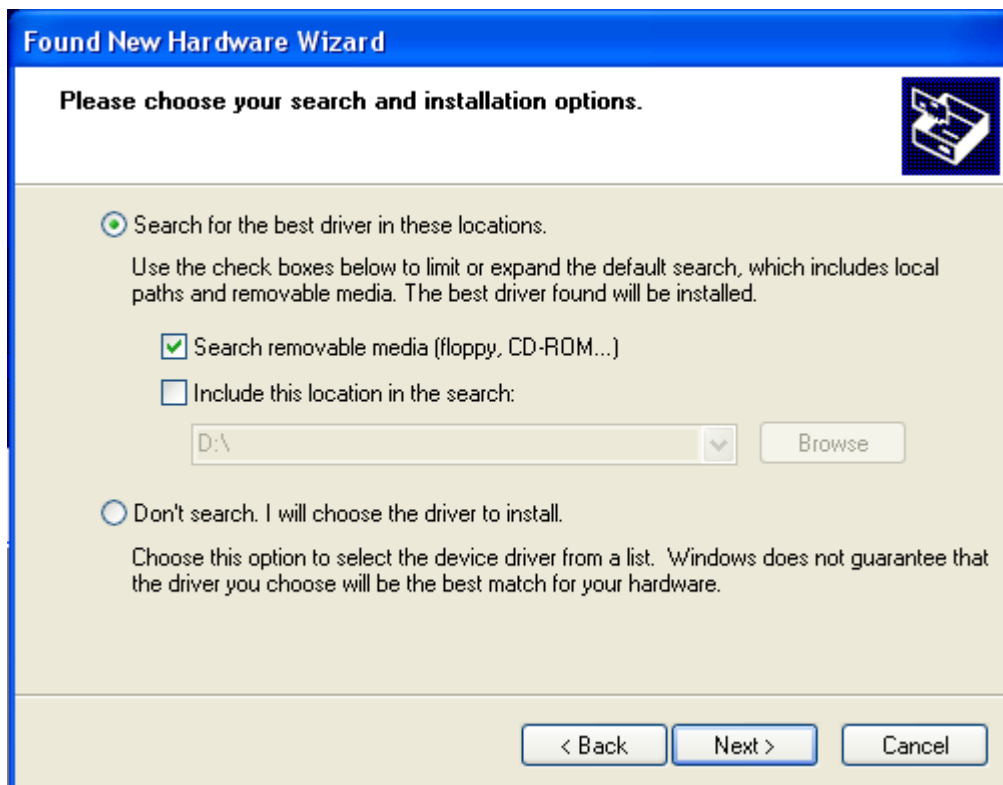 Found New Hardware Wizard
Please choose your search and installation options.
Search for the best driver in these locations.
Use the check boxes below to limit or expand the default search, which includes local
paths and removable media. The best driver found will be installed.
Search removable media (floppy, CD-ROM...)
Include this location in the search:
D:\
Browse
Don't search. I will choose the driver to install.
Choose this option to select the device driver from a list.  Windows does not guarantee that
the driver you choose will be the best match for your hardware.
< Back
Next >
Cancel